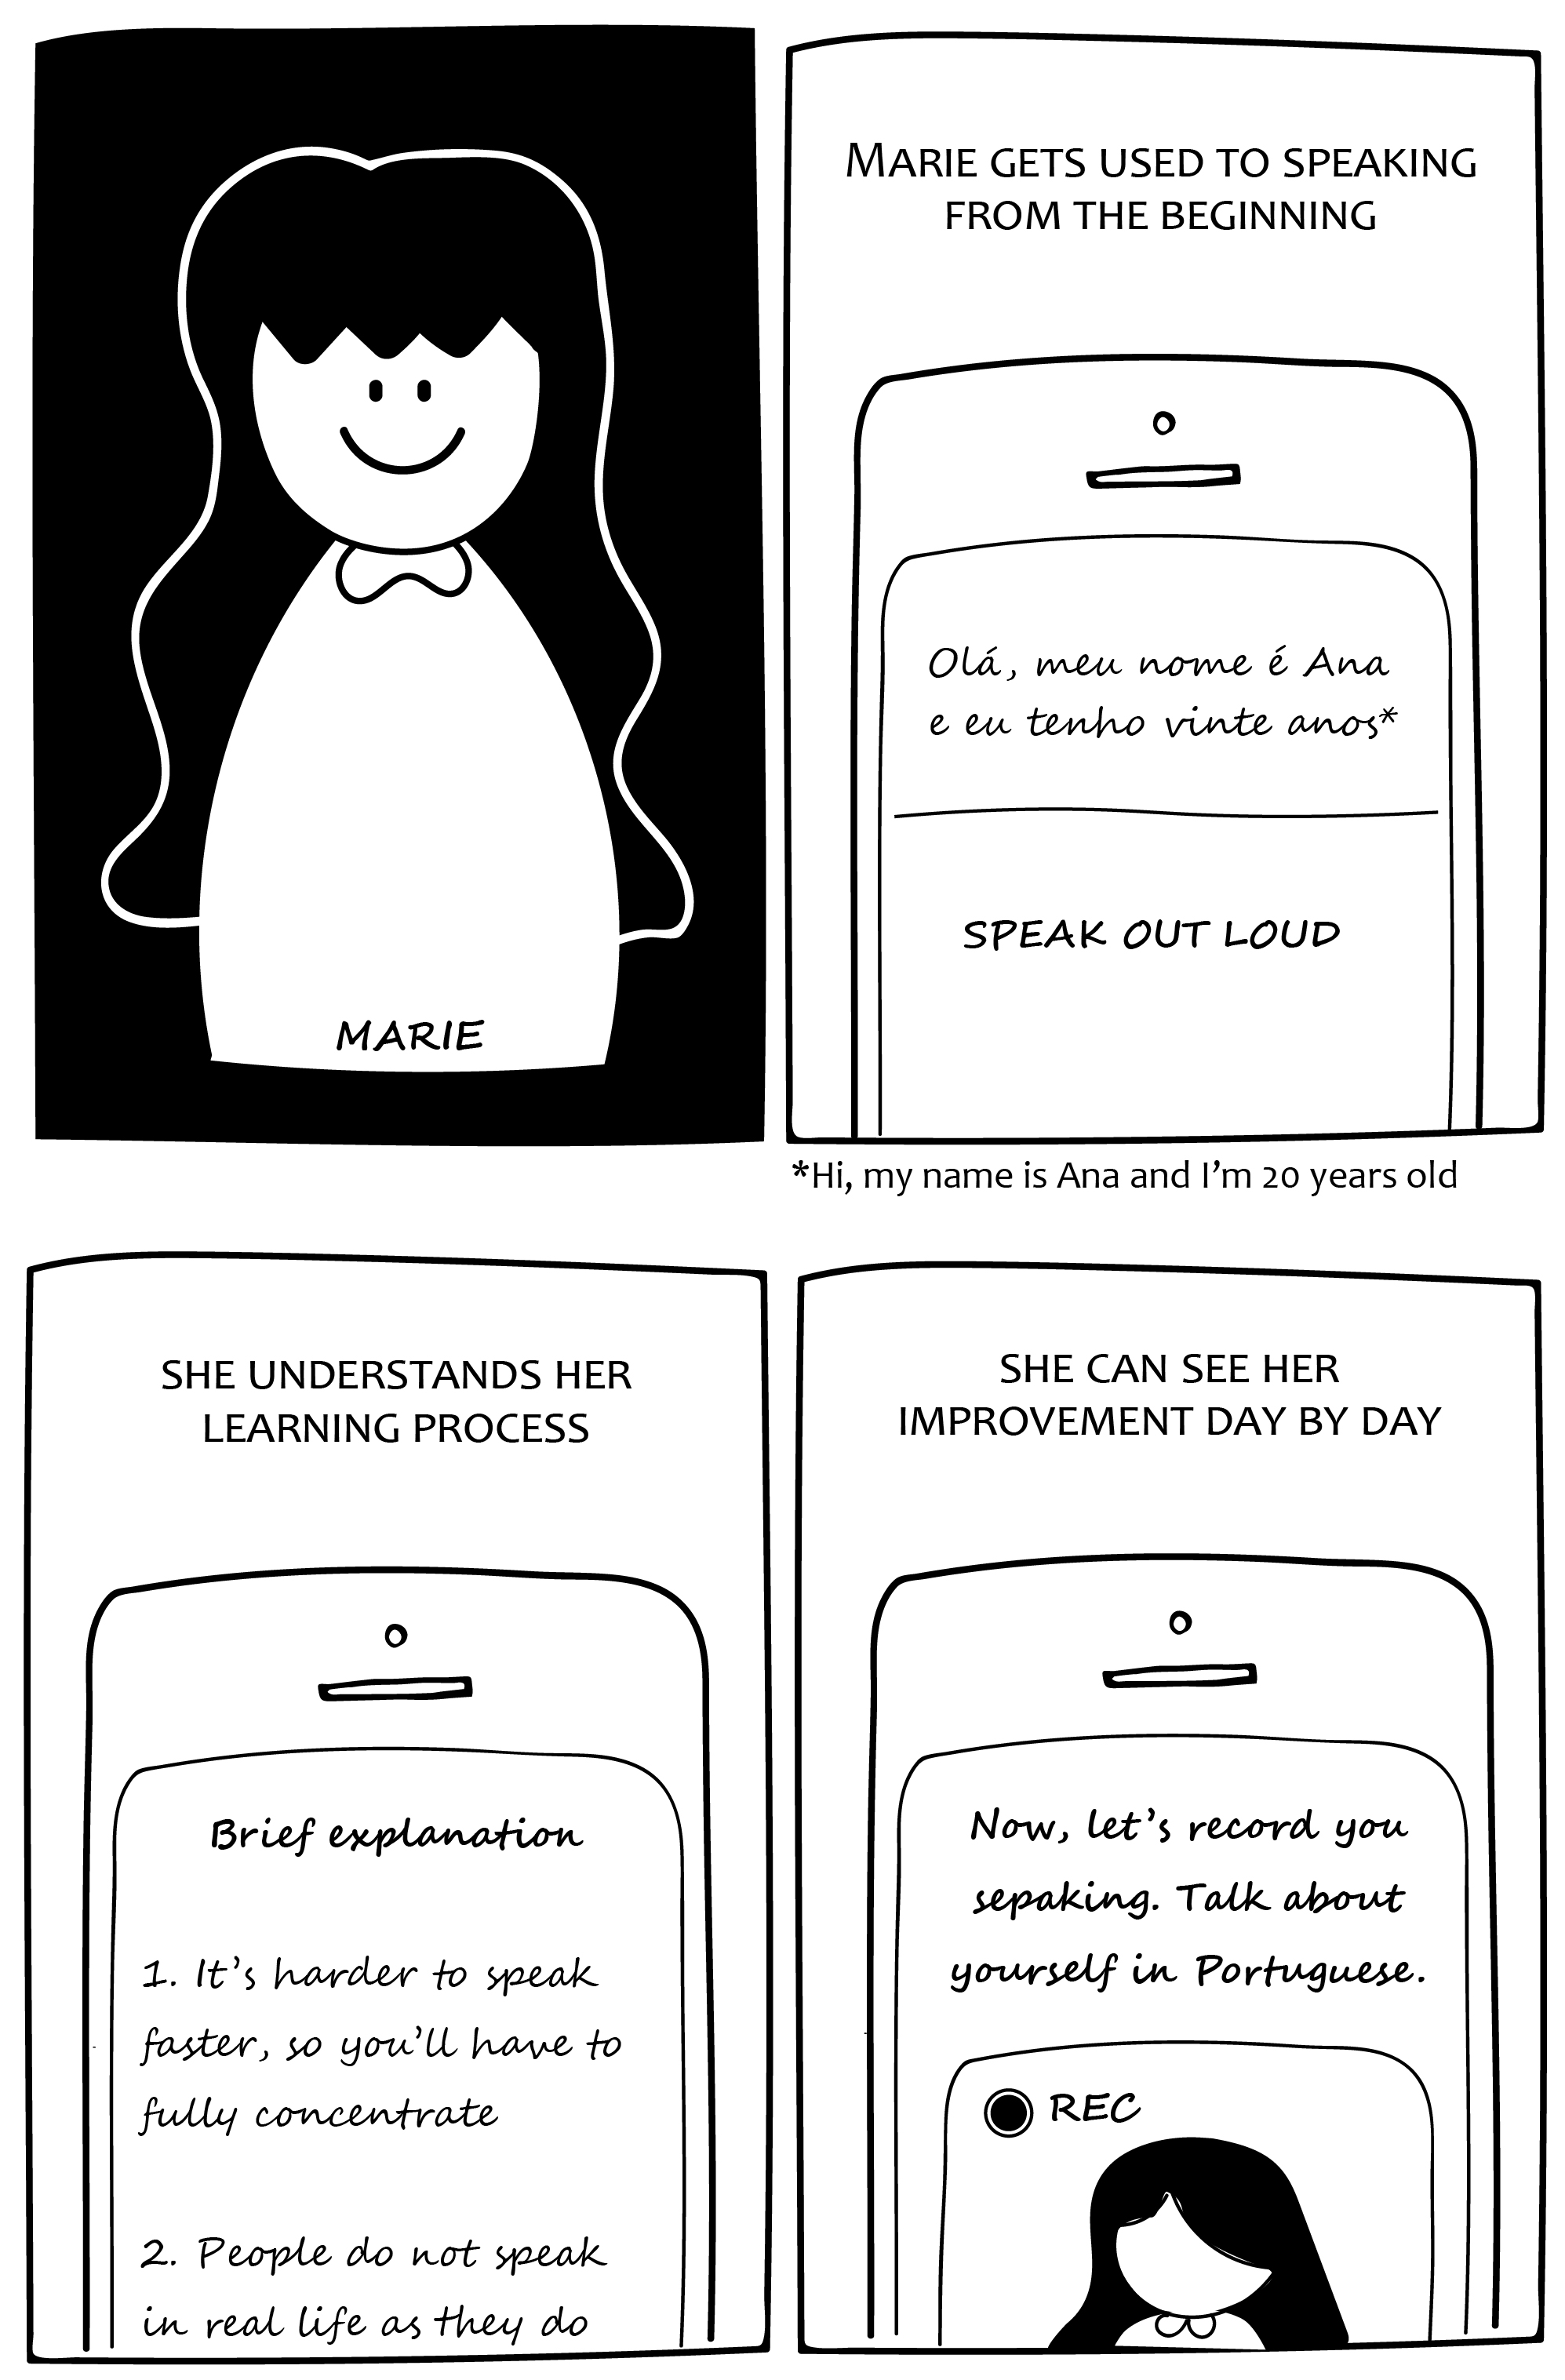 MARIE
MARIE GETS USED TO SPEAKING
FROM THE BEGINNING
Olá, meu nome é Ana
e eu tenho vinte anos*
SPEAK OUT LOUD
*Hi, my name is Ana and I'm 20 years old
SHE UNDERSTANDS HER
LEARNING PROCESS
Brief explanation
1. It's harder to speak
faster, so you'll have to
fully concentrate
2. People do not speak
in real life as they do
SHE CAN SEE HER
IMPROVEMENT DAY BY DAY
Now, let's record you
sepaking. Talk about
yourself in Portuguese.
REC